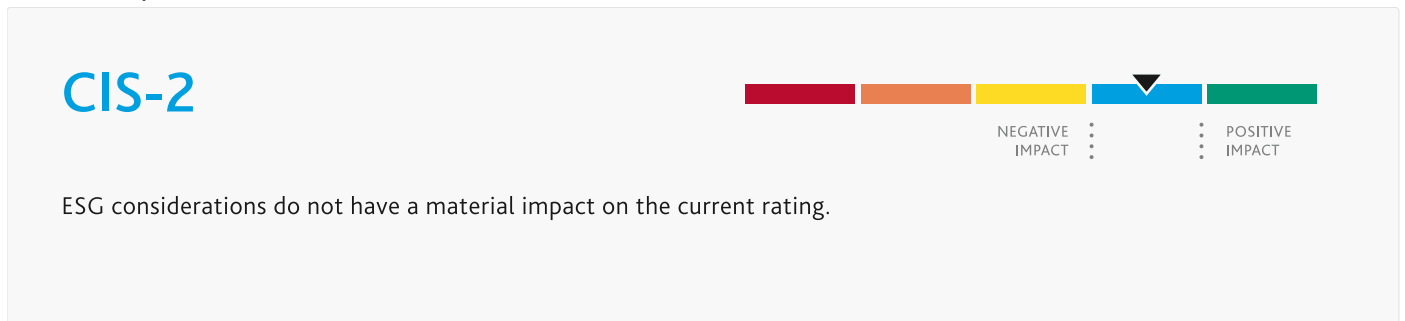 CIS-2
NEGATIVE
IMPACT
POSITIVE
IMPACT
ESG considerations do not have a material impact on the current rating.